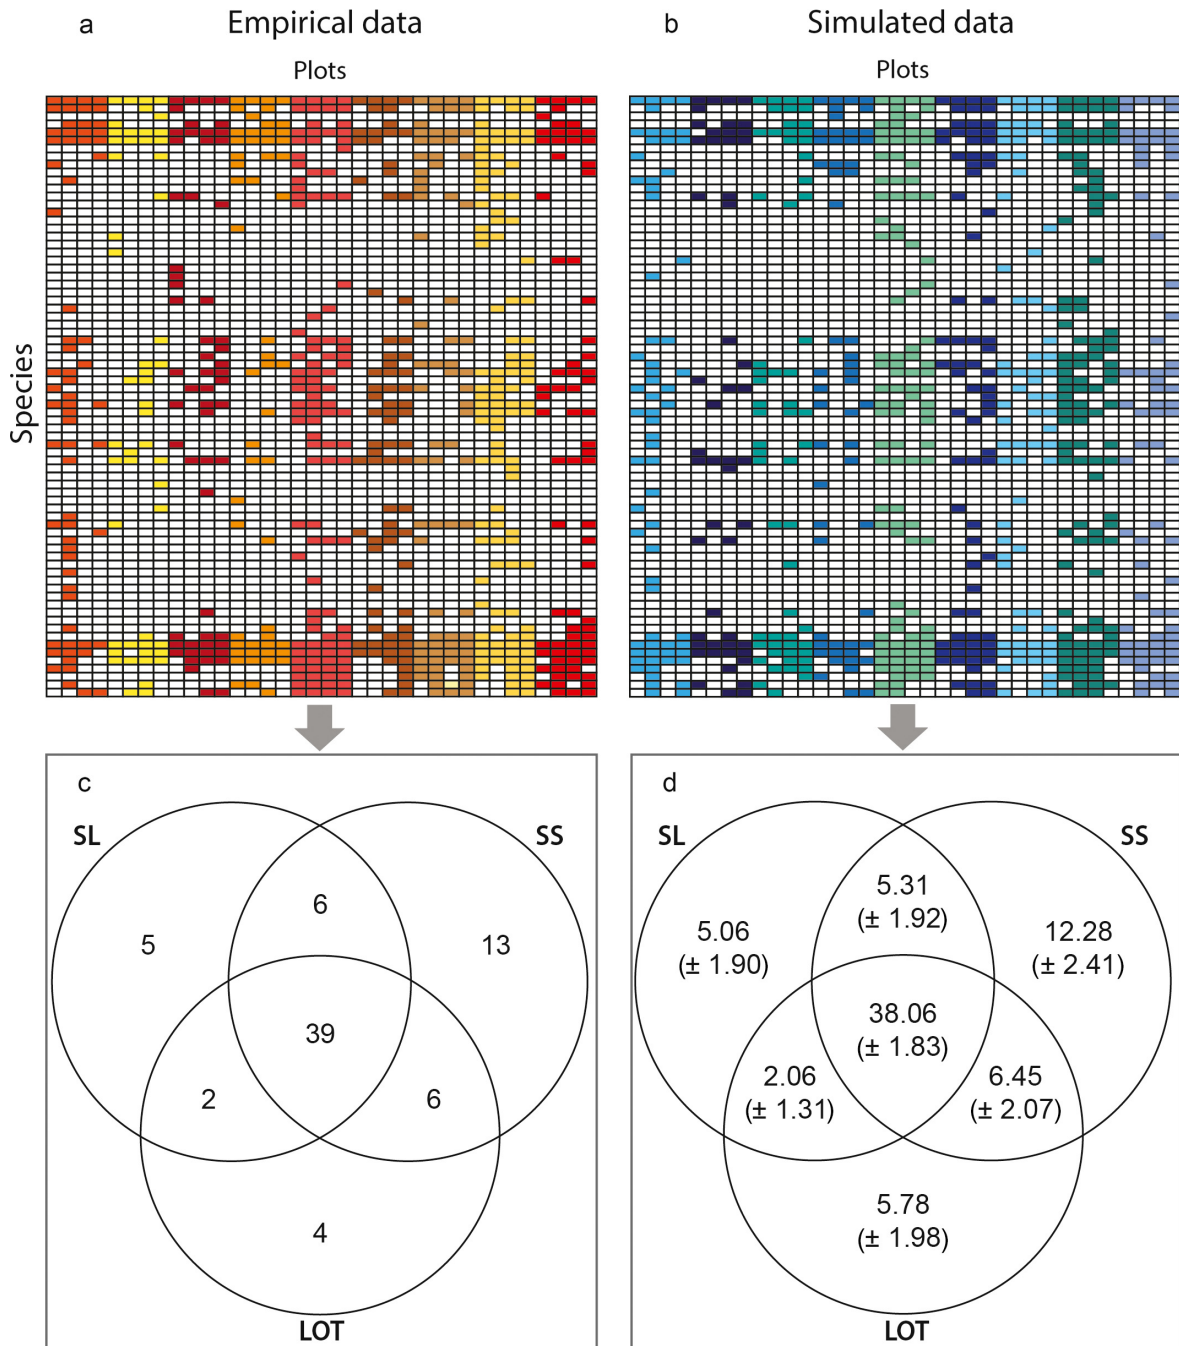 a Empirical data
b Simulated data
Plots
Plots
Species
c
SL
SS
6
5
13
39
2
6
4
LOT
d
SL
SS
5.31
(± 1.92)
5.06
(± 1.90)
12.28
(± 2.41)
38.06
(± 1.83)
2.06
(± 1.31)
6.45
(± 2.07)
5.78
(± 1.98)
LOT